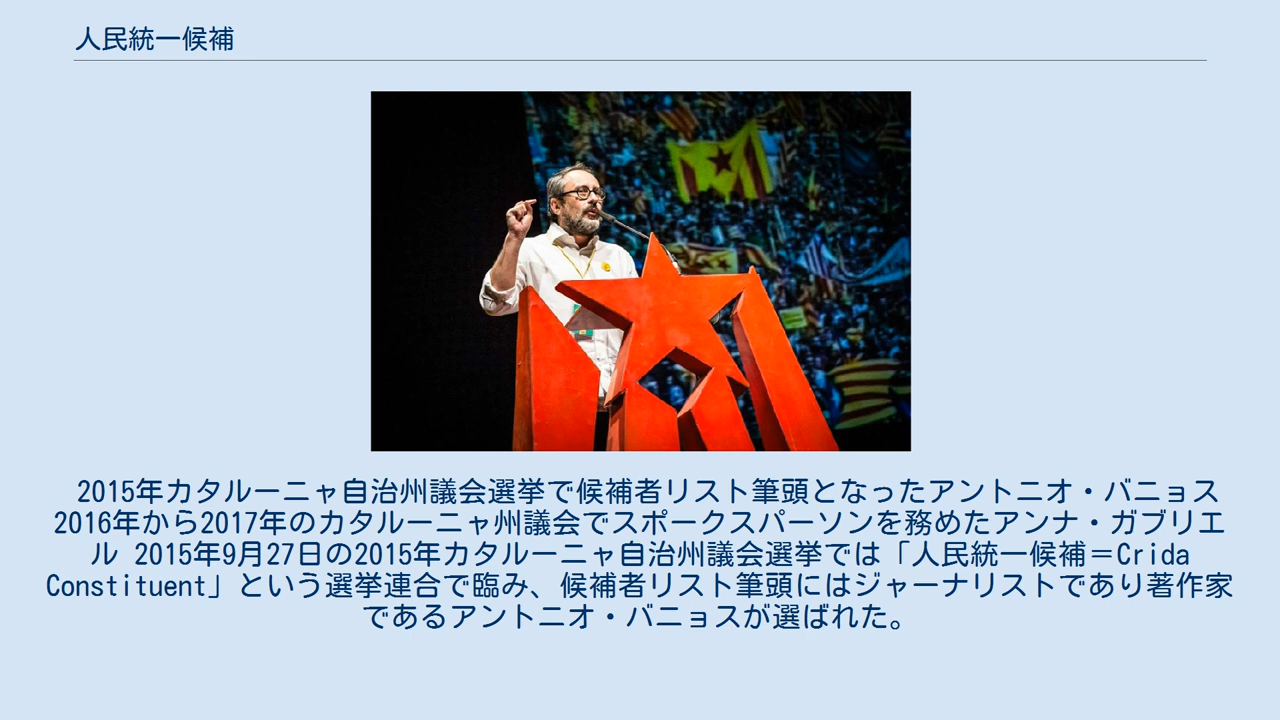 人民統一候補
2015年カタルーニャ自治州議会選挙で候補者リスト筆頭となったアントニオ・バニョス
2016年から2017年のカタルーニャ州議会でスポークスパーソンを務めたアンナ・ガブリエ
ル 2015年9月27日の2015年カタルーニャ自治州議会選挙では「人民統一候補＝Crida
Constituent」という選挙連合で臨み、候補者リスト筆頭にはジャーナリストであり著作家
であるアントニオ・バニョスが選ばれた。